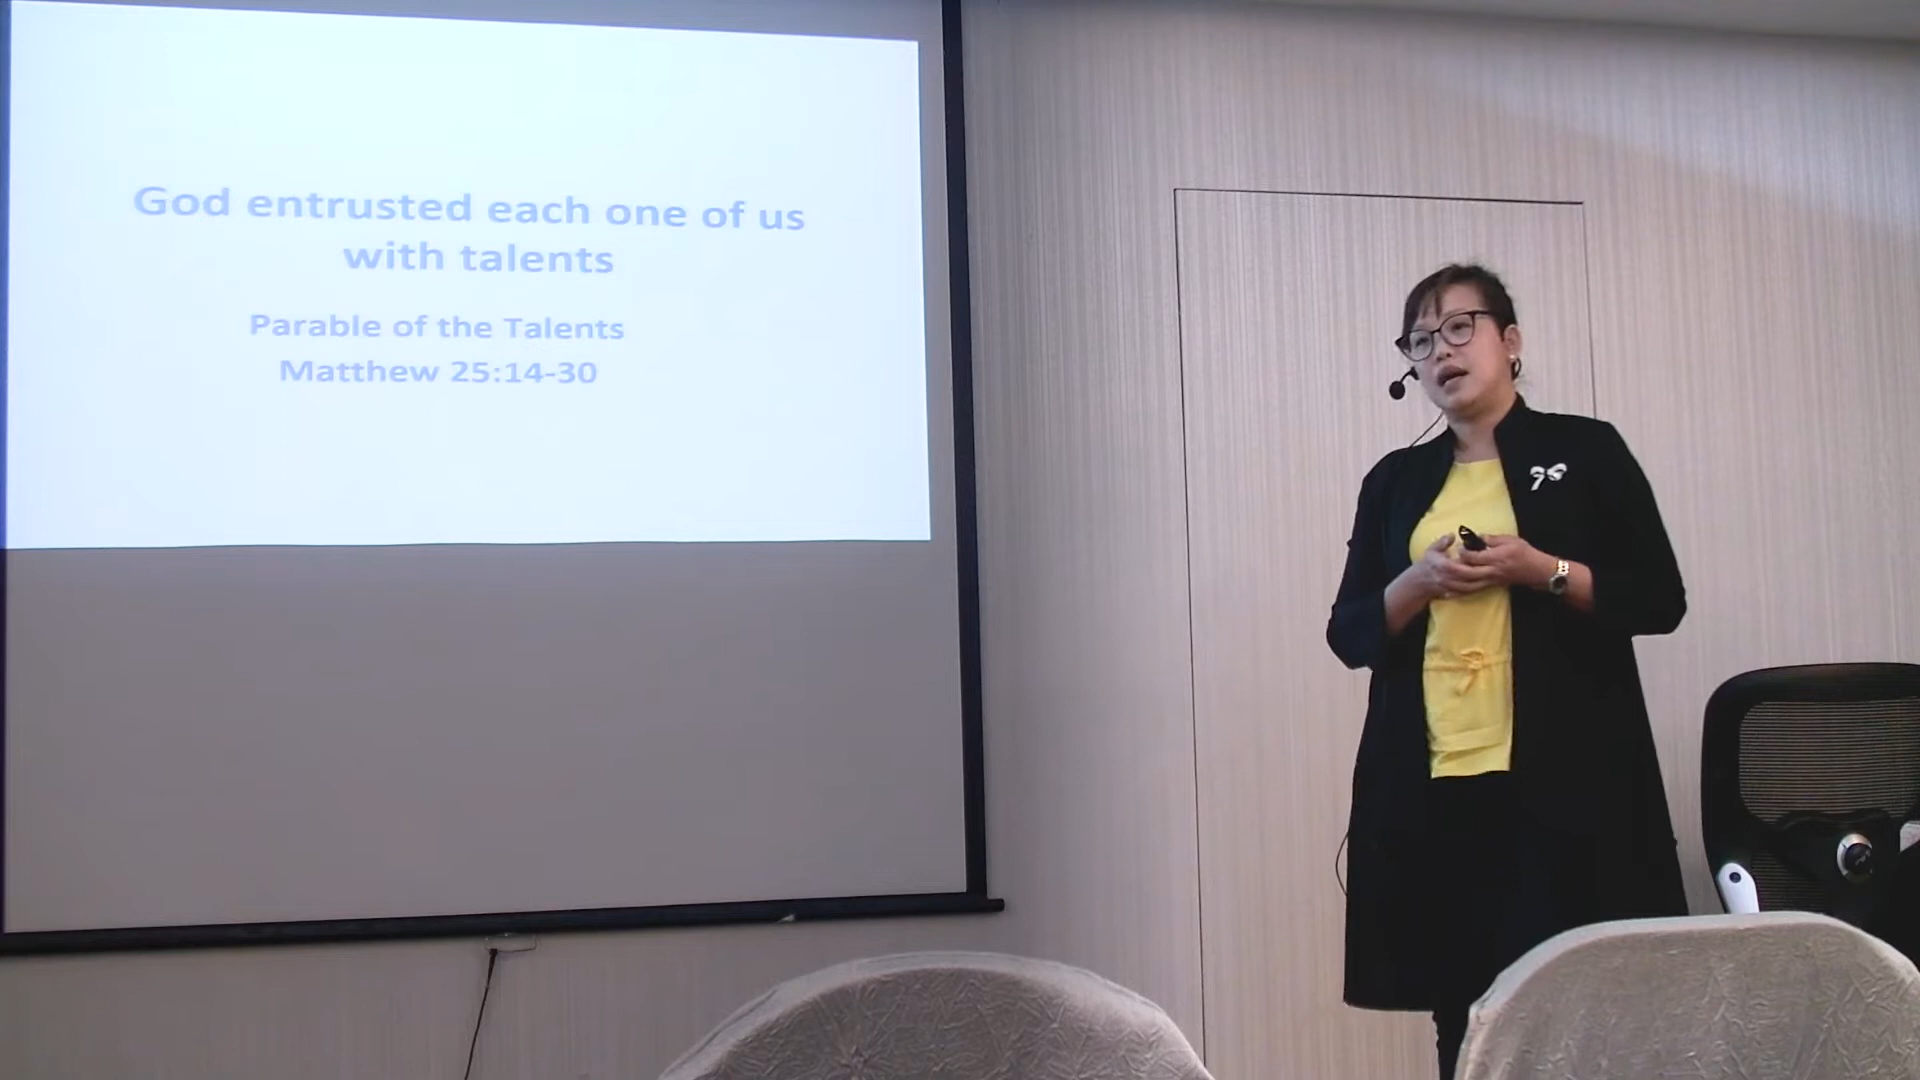 God entrusted each one of us
with talents
Parable of the Talents
Matthew 25:14-30